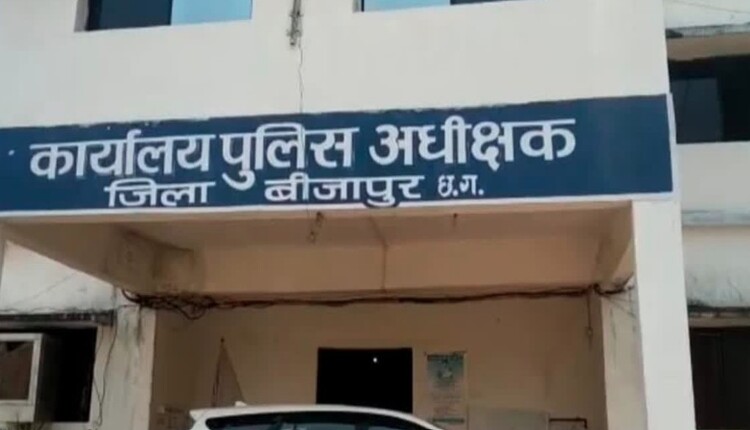 कार्यालय पुलिस अधीक्षक
जिला बीजापुर छ.ग.